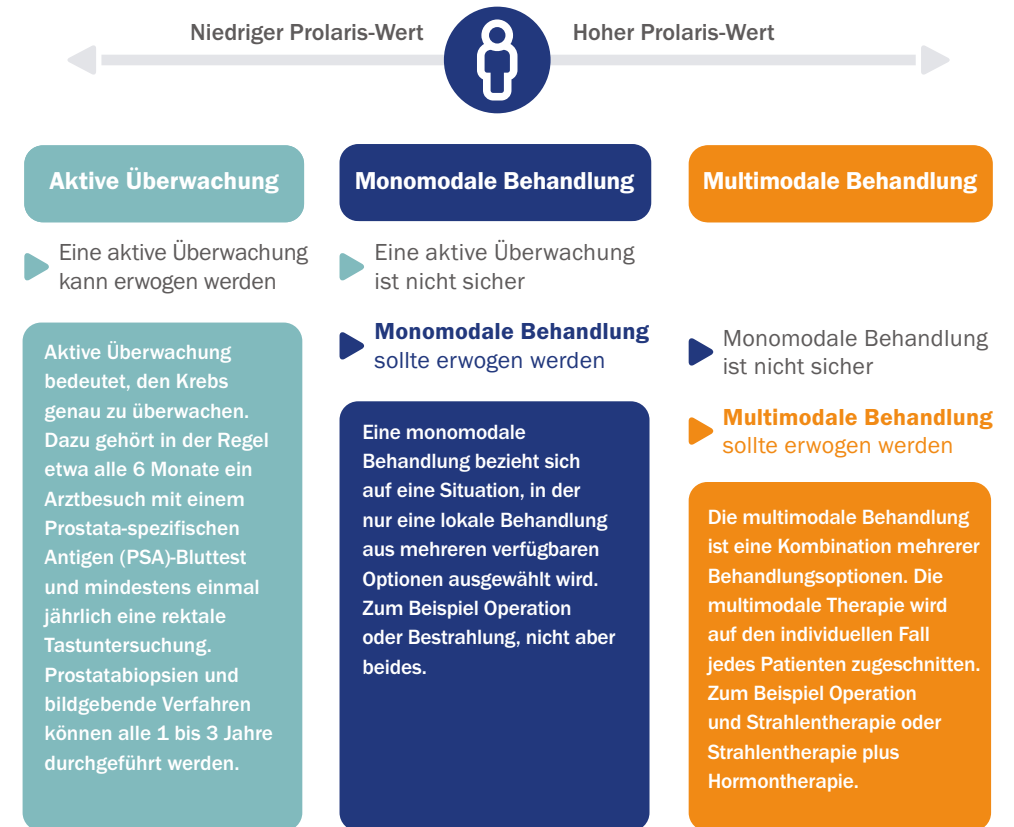 Niedriger Prolaris-Wert
Hoher Prolaris-Wert
Aktive Überwachung
Eine aktive Überwachung
kann erwogen werden
Aktive Überwachung
bedeutet, den Krebs
genau zu überwachen.
Dazu gehört in der Regel
etwa alle 6 Monate ein
Arztbesuch mit einem
Prostata-spezifischen
Antigen (PSA)-Bluttest
und mindestens einmal
jährlich eine rektale
Tastuntersuchung.
Prostatabiopsien und
bildgebende Verfahren
können alle 1 bis 3 Jahre
durchgeführt werden.
Monomodale Behandlung
Eine aktive Überwachung
ist nicht sicher
Monomodale Behandlung
sollte erwogen werden
Eine monomodale
Behandlung bezieht sich
auf eine Situation, in der
nur eine lokale Behandlung
aus mehreren verfügbaren
Optionen ausgewählt wird.
Zum Beispiel Operation
oder Bestrahlung, nicht aber
beides.
Multimodale Behandlung
Monomodale Behandlung
ist nicht sicher
Multimodale Behandlung
sollte erwogen werden
Die multimodale Behandlung
ist eine Kombination mehrerer
Behandlungsoptionen. Die
multimodale Therapie wird
auf den individuellen Fall
jedes Patienten zugeschnitten.
Zum Beispiel Operation
und Strahlentherapie oder
Strahlentherapie plus
Hormontherapie.